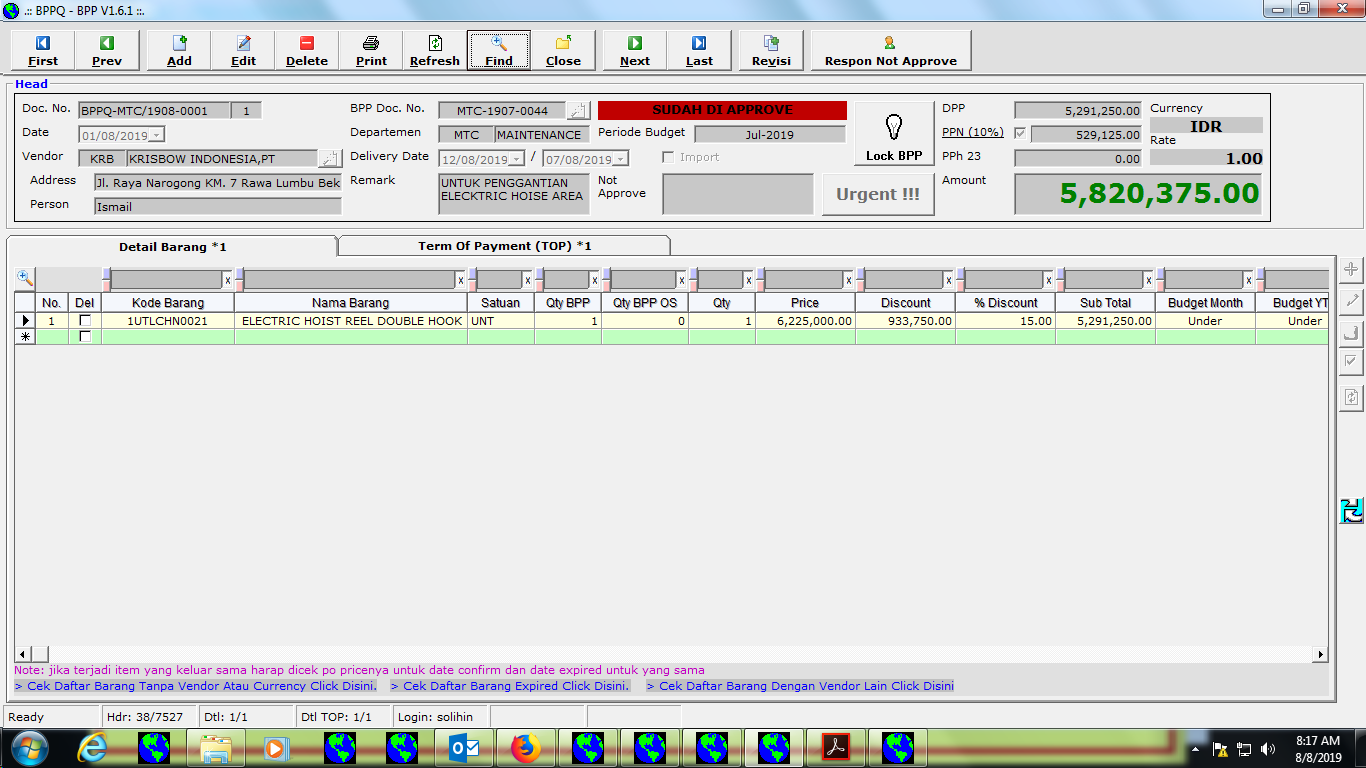 .:: BPPQ - BPP V1.6.1 ::.
First Prev Add Edit Delete Print Refresh Find Close Next Last Revisi Respon Not Approve
Head
Doc. No. BPPQ-MTC/1908-0001 1 BPP Doc. No. MTC-1907-0044 SUDAH DI APPROVE DPP 5,291,250.00 Currency
Date 01/08/2019 Departemen MTC MAINTENANCE Periode Budget Jul-2019 PPN (10%) 529,125.00 IDR
Rate
Vendor KRB KRISBOW INDONESIA,PT Delivery Date 12/08/2019 / 07/08/2019 Import Lock BPP PPh 23 0.00 1.00
Address Jl. Raya Narogong KM. 7 Rawa Lumbu Bek Remark UNTUK PENGGANTIAN Not Amount
ELECKTRIC HOISE AREA Approve Urgent !!! 5,820,375.00
Person Ismail
Detail Barang *1 Term Of Payment (TOP) *1
x x x x x x x x x x x
No. Del Kode Barang Nama Barang Satuan Qty BPP Qty BPP OS Qty Price Discount % Discount Sub Total Budget Month Budget YT
1 1UTLCHN0021 ELECTRIC HOIST REEL DOUBLE HOOK UNT 1 0 1 6,225,000.00 933,750.00 15.00 5,291,250.00 Under Under
Note: jika terjadi item yang keluar sama harap dicek po pricenya untuk date confirm dan date expired untuk yang sama
> Cek Daftar Barang Tanpa Vendor Atau Currency Click Disini. > Cek Daftar Barang Expired Click Disini. > Cek Daftar Barang Dengan Vendor Lain Click Disini
Ready Hdr: 38/7527 Dtl: 1/1 Dtl TOP: 1/1 Login: solihin
8:17 AM
8/8/2019